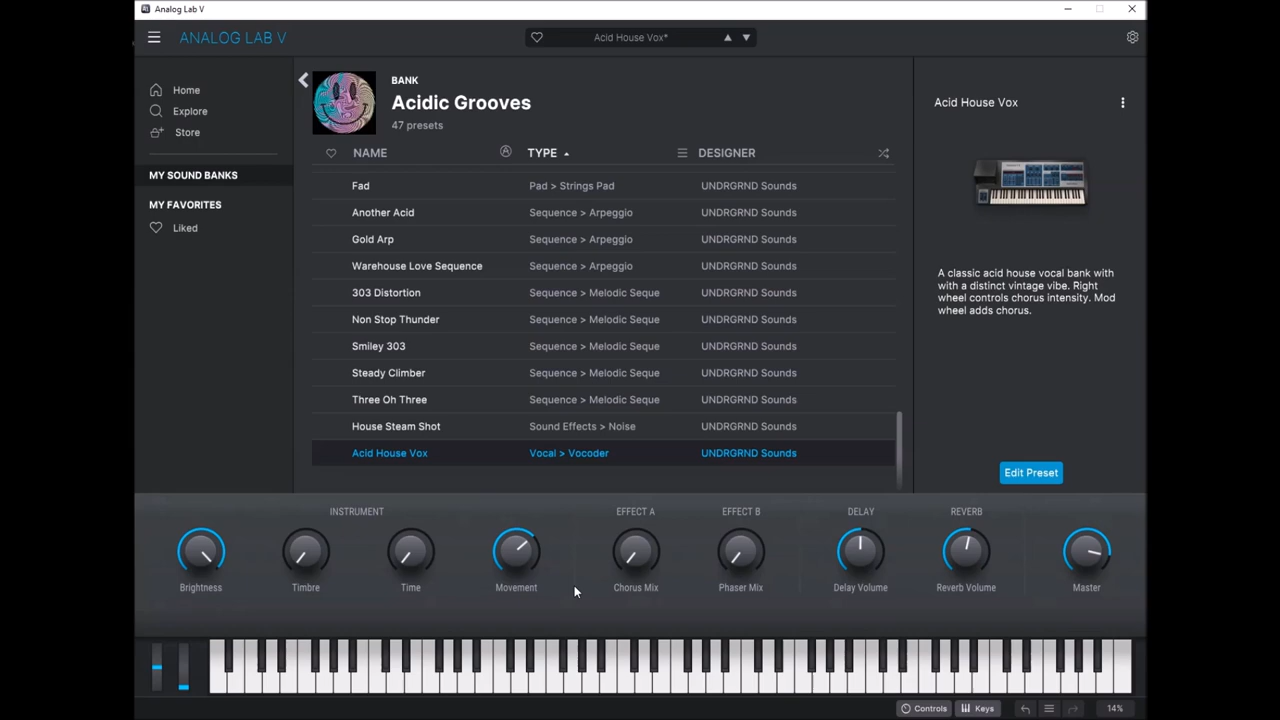 Analog Lab V
ANALOG LAB V
Acid House Vox*
Home
Explore
Store
MY SOUND BANKS
MY FAVORITES
Liked
BANK
Acidic Grooves
47 presets
NAME TYPE DESIGNER
Fad Pad > Strings Pad UNDRGRND Sounds
Another Acid Sequence > Arpeggio UNDRGRND Sounds
Gold Arp Sequence > Arpeggio UNDRGRND Sounds
Warehouse Love Sequence Sequence > Arpeggio UNDRGRND Sounds
303 Distortion Sequence > Melodic Seque UNDRGRND Sounds
Non Stop Thunder Sequence > Melodic Seque UNDRGRND Sounds
Smiley 303 Sequence > Melodic Seque UNDRGRND Sounds
Steady Climber Sequence > Melodic Seque UNDRGRND Sounds
Three Oh Three Sequence > Melodic Seque UNDRGRND Sounds
House Steam Shot Sound Effects > Noise UNDRGRND Sounds
Acid House Vox Vocal > Vocoder UNDRGRND Sounds
Acid House Vox
A classic acid house vocal bank with
with a distinct vintage vibe. Right
wheel controls chorus intensity. Mod
wheel adds chorus.
Edit Preset
INSTRUMENT EFFECT A EFFECT B DELAY REVERB
Brightness Timbre Time Movement Chorus Mix Phaser Mix Delay Volume Reverb Volume Master
Controls Keys 14%